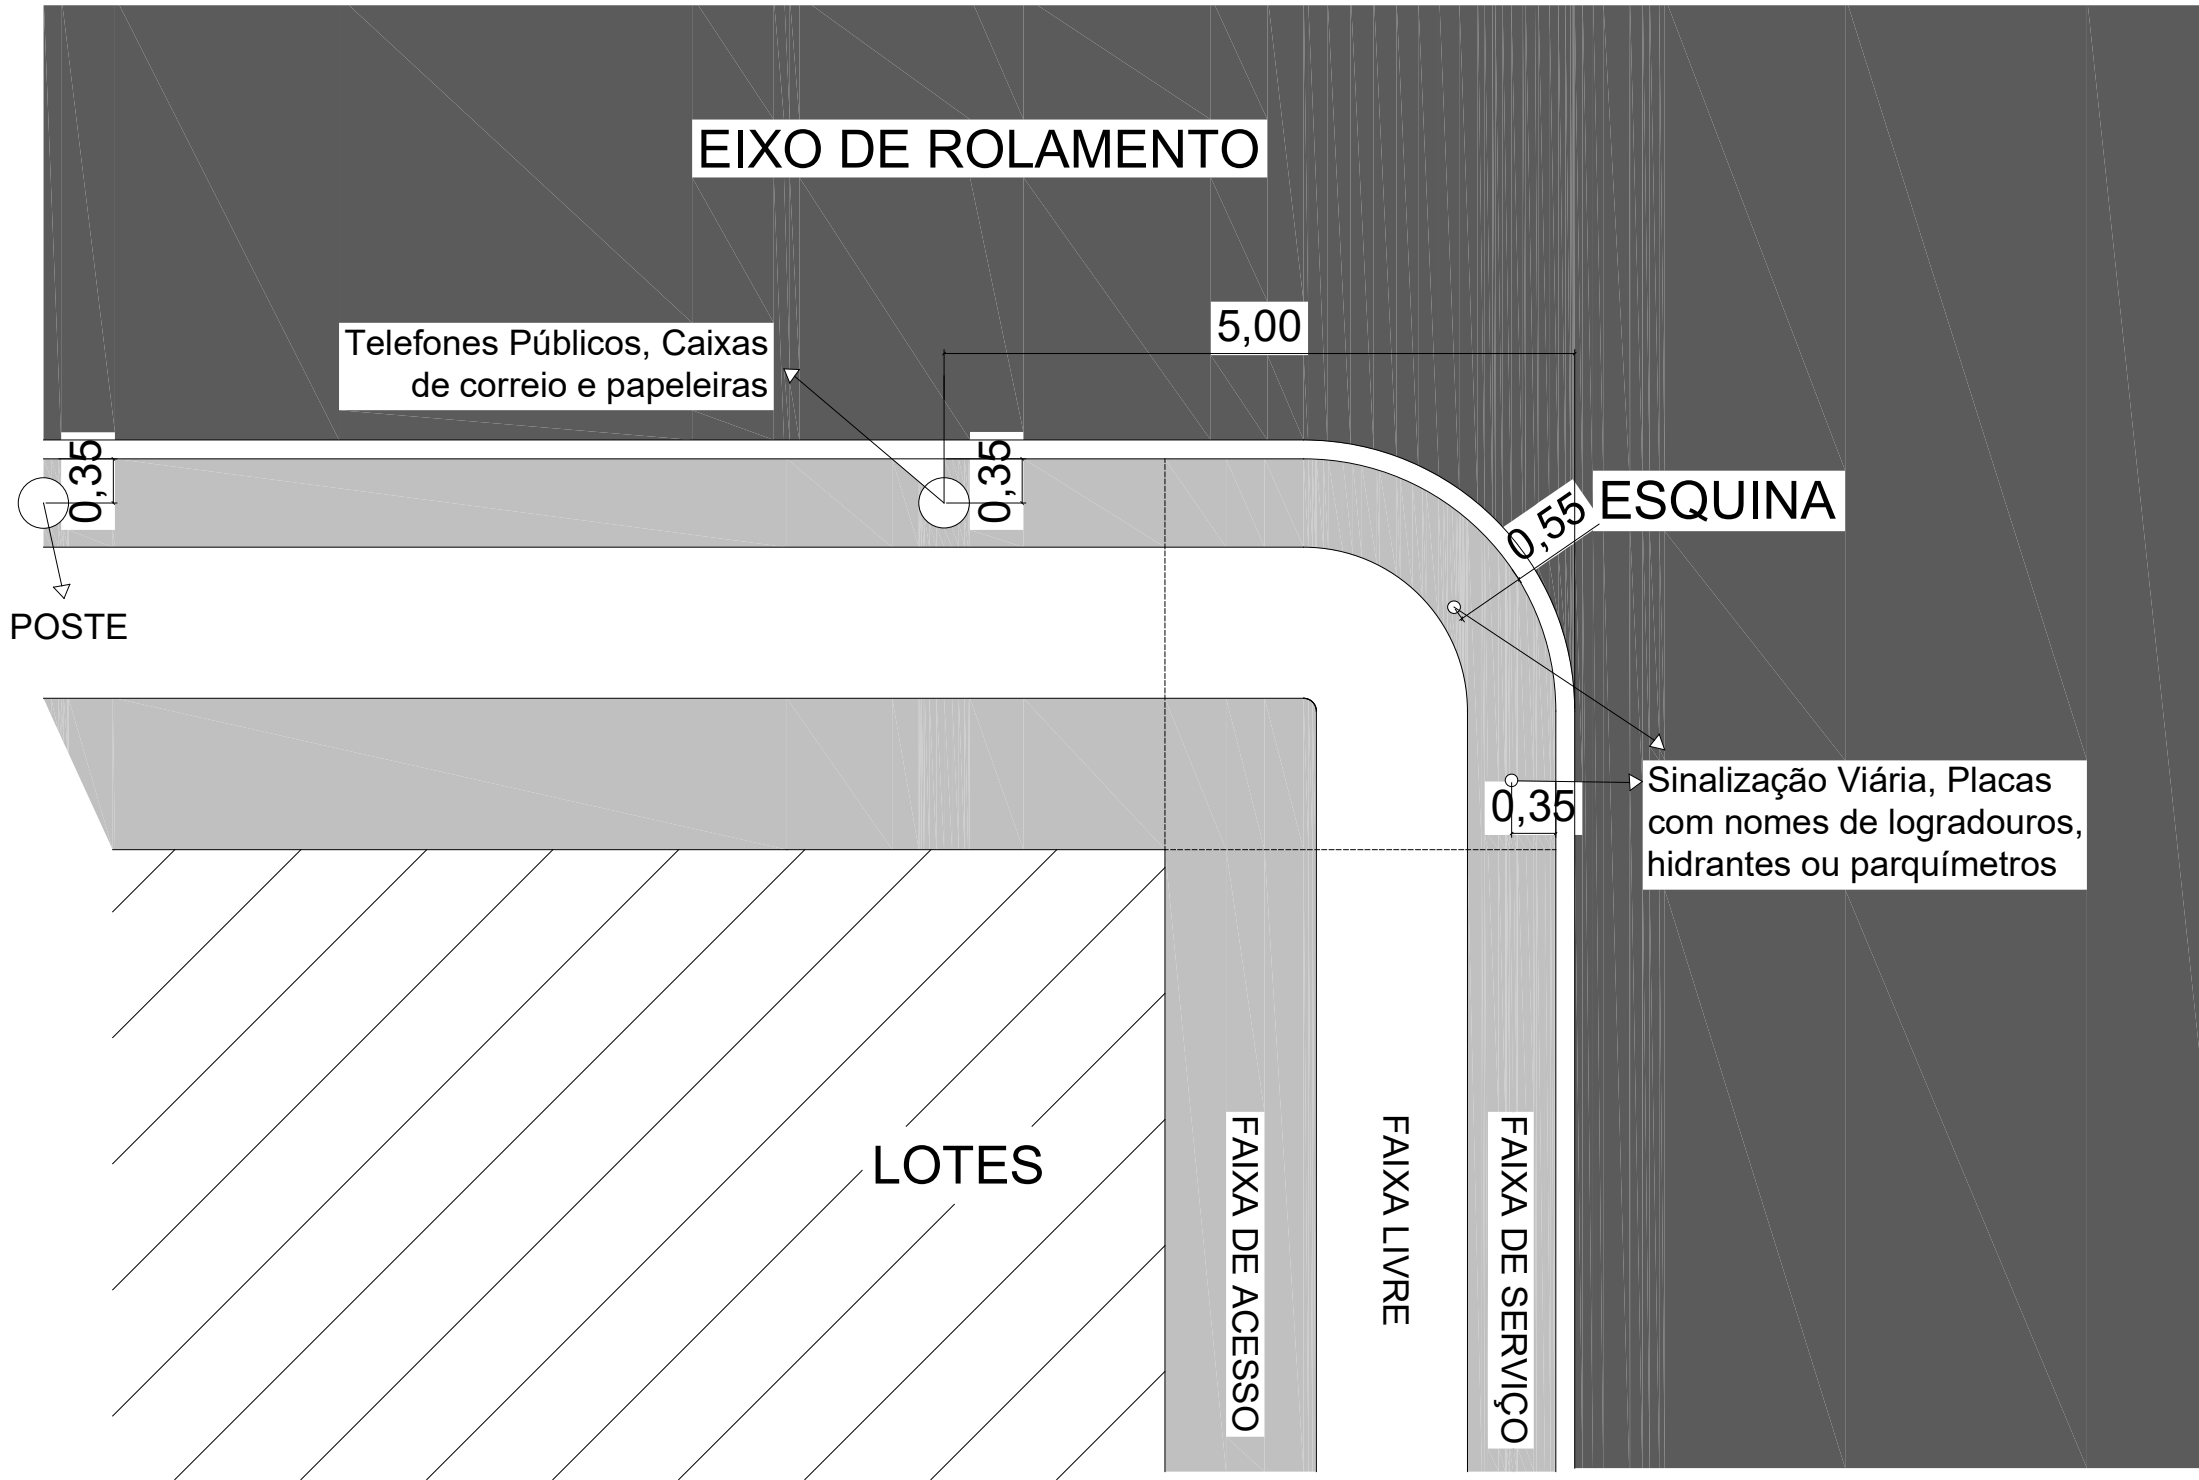 EIXO DE ROLAMENTO
5,00
Telefones Públicos, Caixas
de correio e papeleiras
0,35
0,35
0,55
ESQUINA
POSTE
Sinalização Viária, Placas
com nomes de logradouros,
hidrantes ou parquímetros
0,35
LOTES
FAIXA DE ACESSO
FAIXA LIVRE
FAIXA DE SERVIÇO